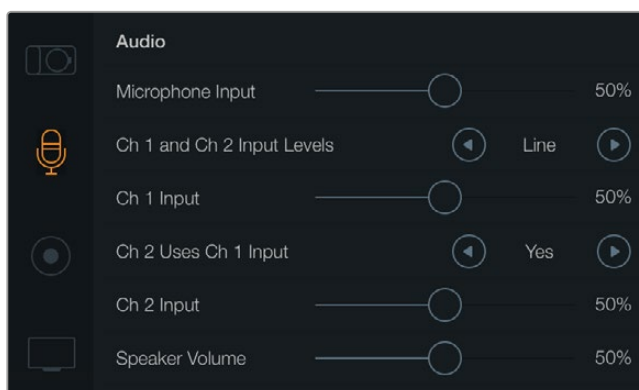 Audio
Microphone Input 50%
Ch 1 and Ch 2 Input Levels Line
Ch 1 Input 50%
Ch 2 Uses Ch 1 Input Yes
Ch 2 Input 50%
Speaker Volume 50%